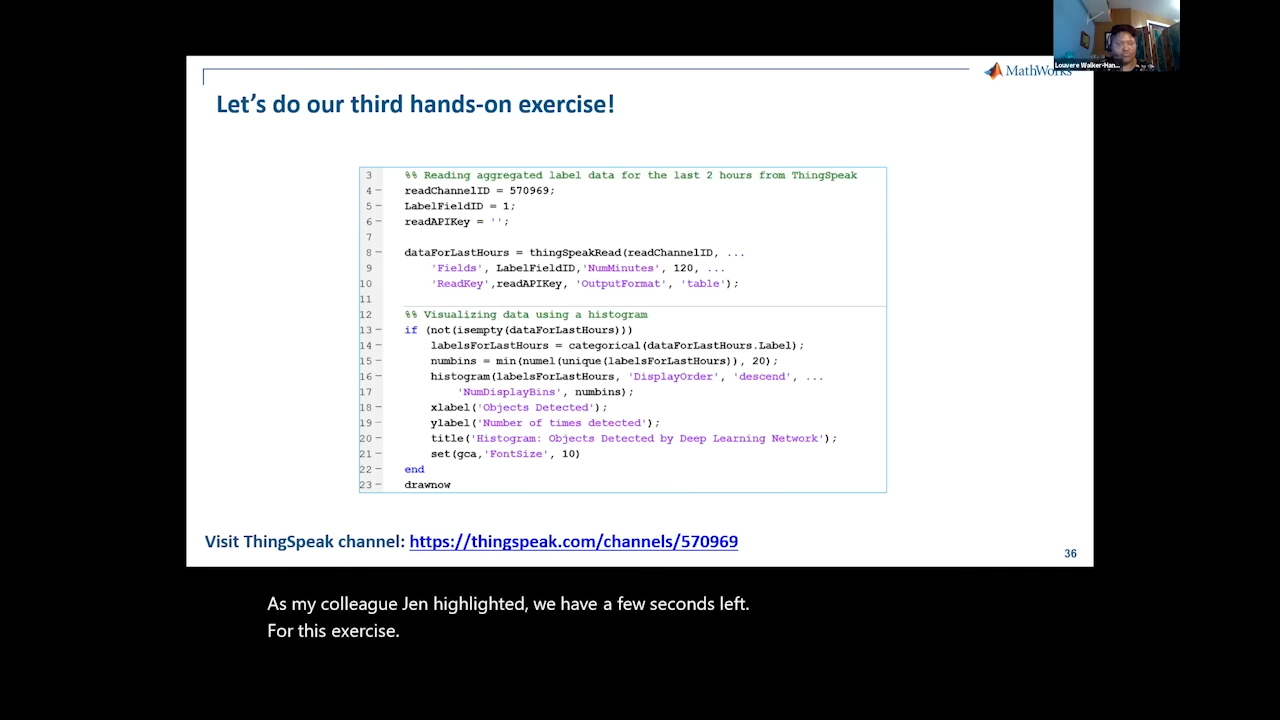 Louvere Walker-Han...
MathWorks
Let's do our third hands-on exercise!
3 %% Reading aggregated label data for the last 2 hours from ThingSpeak
4 − readChannelID = 570969;
5 − LabelFieldID = 1;
6 − readAPIKey = '';
7
8 − dataForLastHours = thingSpeakRead(readChannelID, ...
9 'Fields', LabelFieldID,'NumMinutes', 120, ...
10 'ReadKey',readAPIKey, 'OutputFormat', 'table');
11
12 %% Visualizing data using a histogram
13 − if (not(isempty(dataForLastHours)))
14 − labelsForLastHours = categorical(dataForLastHours.Label);
15 − numbins = min(numel(unique(labelsForLastHours)), 20);
16 − histogram(labelsForLastHours, 'DisplayOrder', 'descend', ...
17 'NumDisplayBins', numbins);
18 − xlabel('Objects Detected');
19 − ylabel('Number of times detected');
20 − title('Histogram: Objects Detected by Deep Learning Network');
21 − set(gca,'FontSize', 10)
22 − end
23 − drawnow
Visit ThingSpeak channel: https://thingspeak.com/channels/570969
36
As my colleague Jen highlighted, we have a few seconds left.
For this exercise.